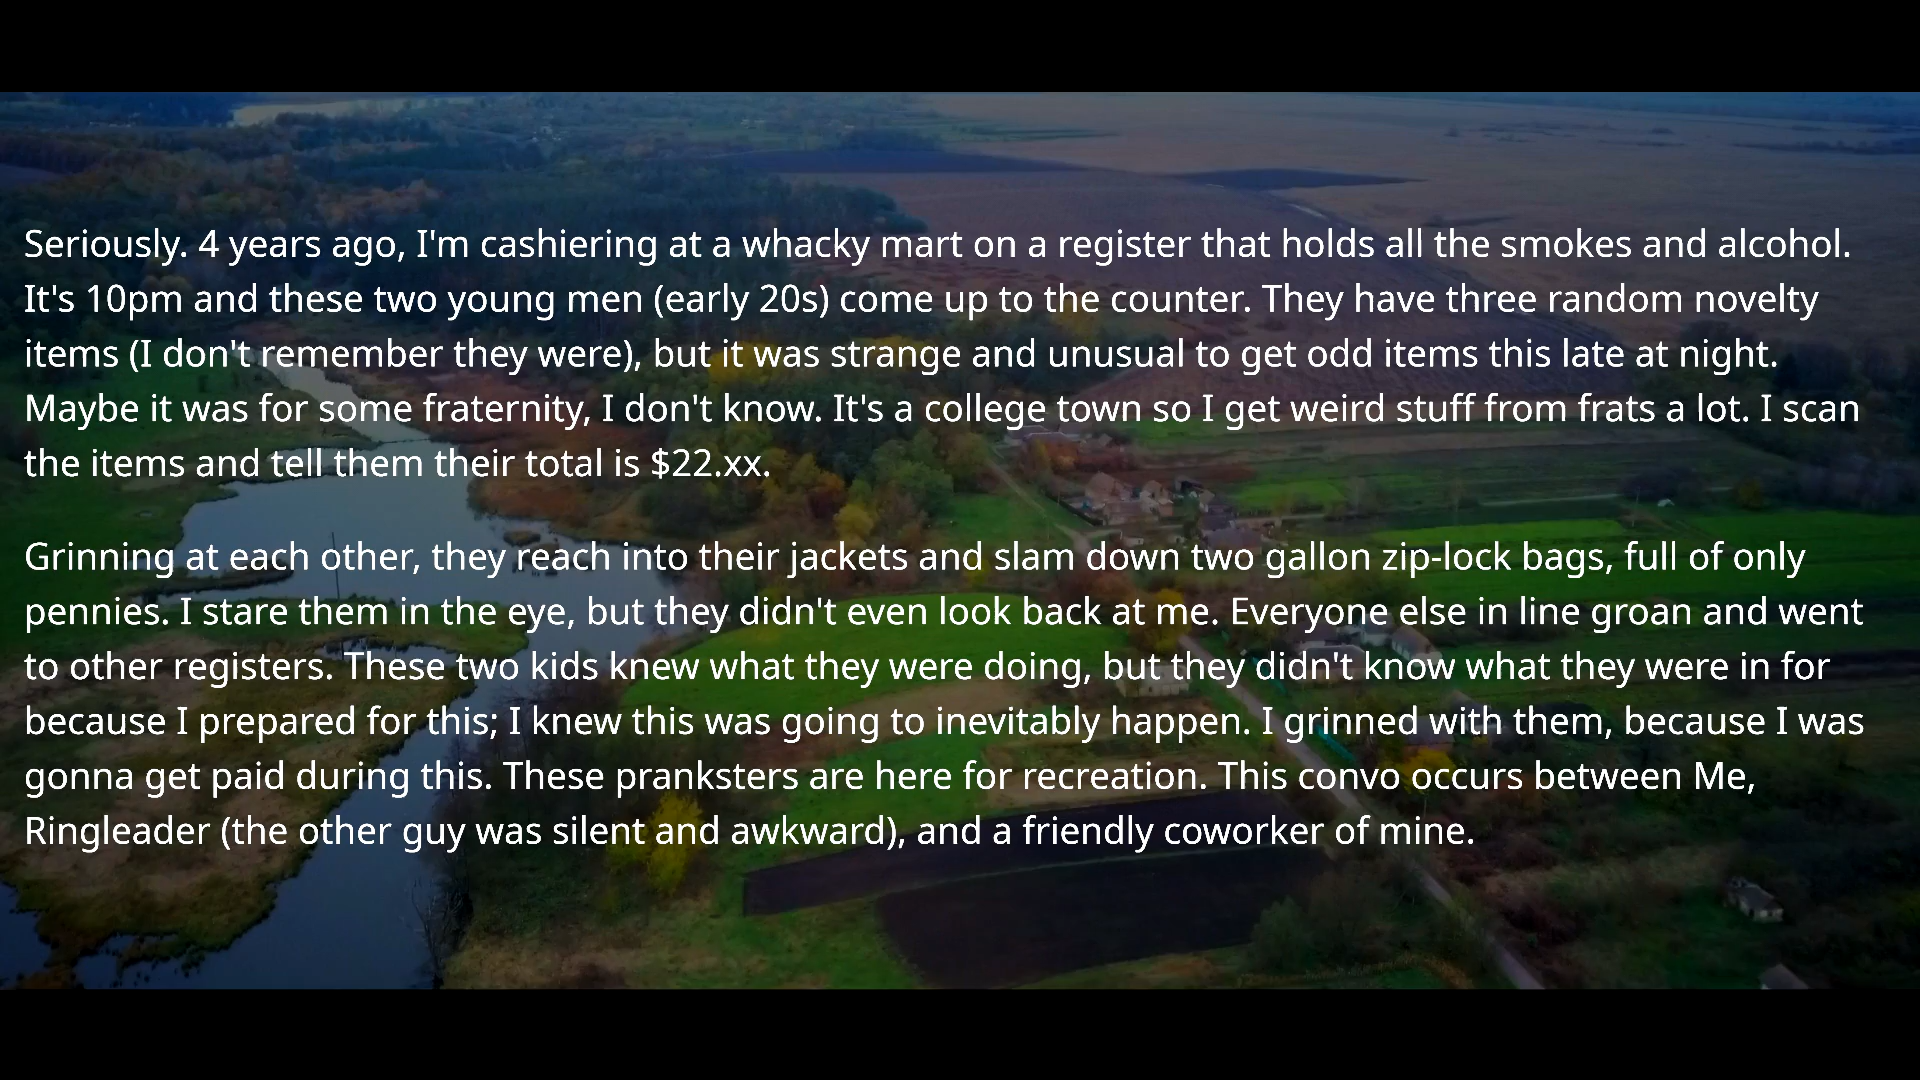 Seriously. 4 years ago, I'm cashiering at a whacky mart on a register that holds all the smokes and alcohol.
It's 10pm and these two young men (early 20s) come up to the counter. They have three random novelty
items (I don't remember they were), but it was strange and unusual to get odd items this late at night.
Maybe it was for some fraternity, I don't know. It's a college town so I get weird stuff from frats a lot. I scan
the items and tell them their total is $22.xx.
Grinning at each other, they reach into their jackets and slam down two gallon zip-lock bags, full of only
pennies. I stare them in the eye, but they didn't even look back at me. Everyone else in line groan and went
to other registers. These two kids knew what they were doing, but they didn't know what they were in for
because I prepared for this; I knew this was going to inevitably happen. I grinned with them, because I was
gonna get paid during this. These pranksters are here for recreation. This convo occurs between Me,
Ringleader (the other guy was silent and awkward), and a friendly coworker of mine.